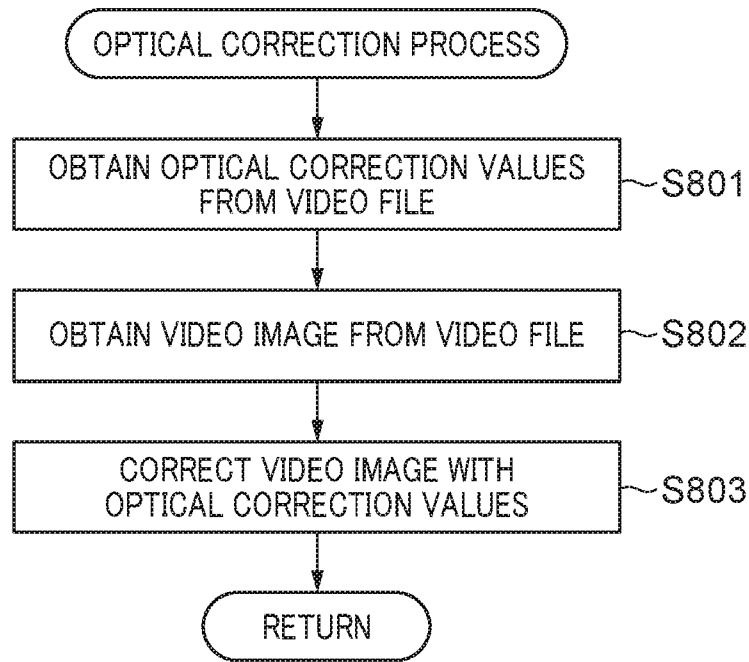 OPTICAL CORRECTION PROCESS
OBTAIN OPTICAL CORRECTION VALUES
FROM VIDEO FILE
S801
OBTAIN VIDEO IMAGE FROM VIDEO FILE
S802
CORRECT VIDEO IMAGE WITH
OPTICAL CORRECTION VALUES
S803
RETURN